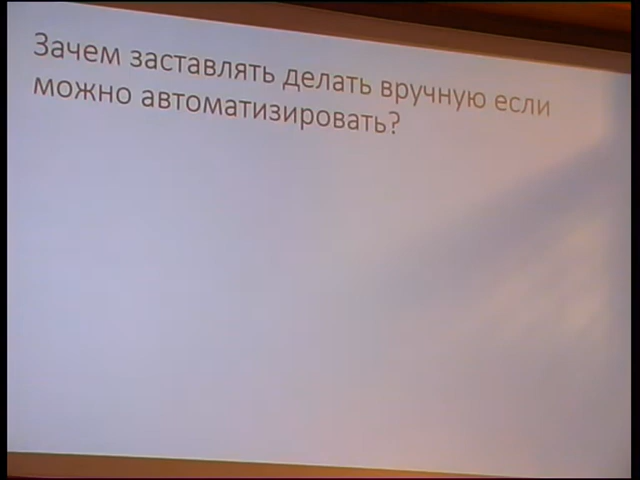 Зачем заставлять делать вручную если
можно автоматизировать?